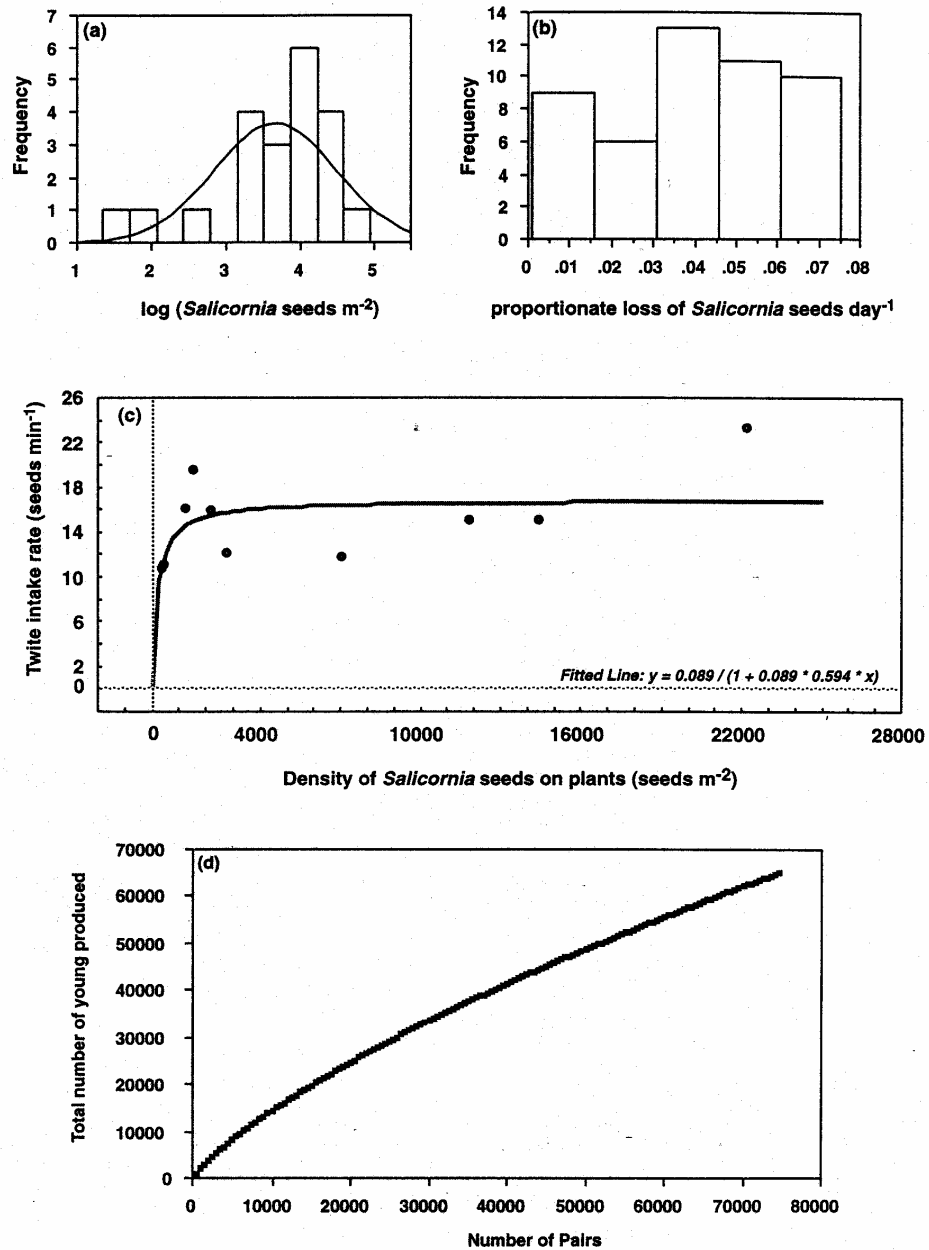 (a)
Frequency
7
6
5
4
3
2
1
0
1 2 3 4 5
log (Salicornia seeds m-2)
(b)
Frequency
14
12
10
8
6
4
2
0
0 .01 .02 .03 .04 .05 .06 .07 .08
proportionate loss of Salicornia seeds day-1
(c)
Twite intake rate (seeds min-1)
26
22
18
14
10
6
2
0
Fitted Line: y = 0.089 / (1 + 0.089 * 0.594 * x)
0 4000 10000 16000 22000 28000
Density of Salicornia seeds on plants (seeds m-2)
(d)
Total number of young produced
70000
60000
50000
40000
30000
20000
10000
0
0 10000 20000 30000 40000 50000 60000 70000 80000
Number of Pairs